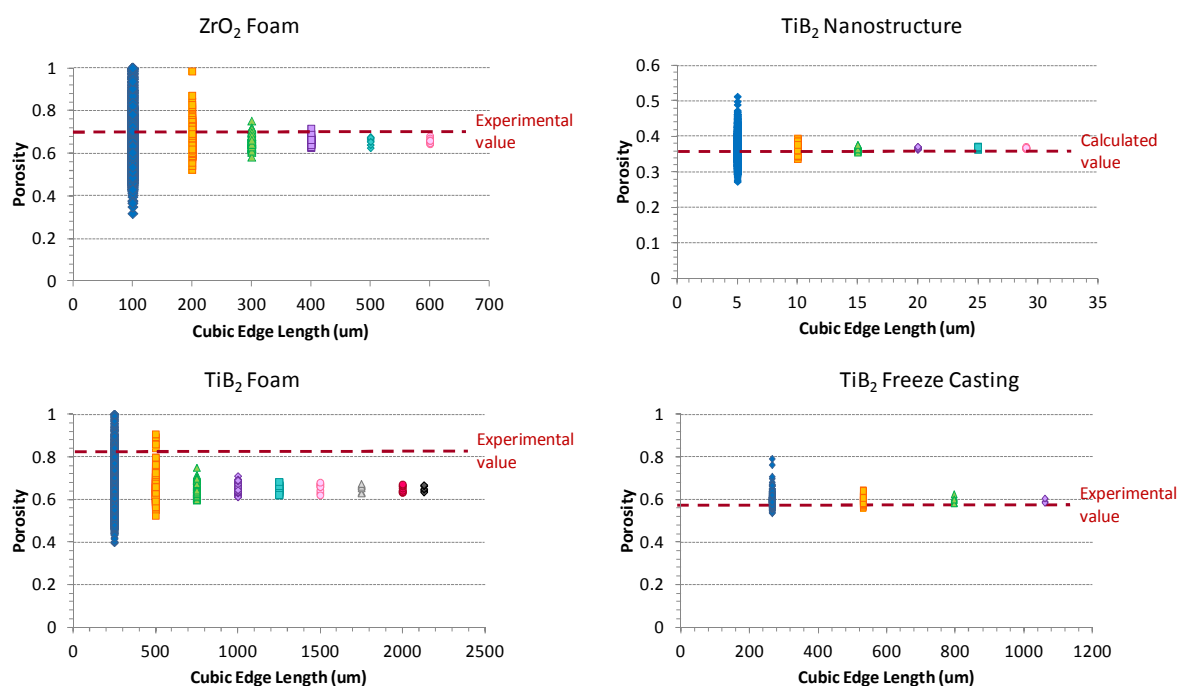 ZrO₂ Foam
1
0.8
0.6
0.4
0.2
0
Porosity
0
100
200
300
400
500
600
700
Cubic Edge Length (um)
Experimental
value
TiB₂ Nanostructure
0.6
0.5
0.4
0.3
0.2
0.1
0
Porosity
0
5
10
15
20
25
30
35
Cubic Edge Length (um)
Calculated
value
TiB₂ Foam
1
0.8
0.6
0.4
0.2
0
Porosity
0
500
1000
1500
2000
2500
Cubic Edge Length (um)
Experimental
value
TiB₂ Freeze Casting
1
0.8
0.6
0.4
0.2
0
Porosity
0
200
400
600
800
1000
1200
Cubic Edge Length (um)
Experimental
value